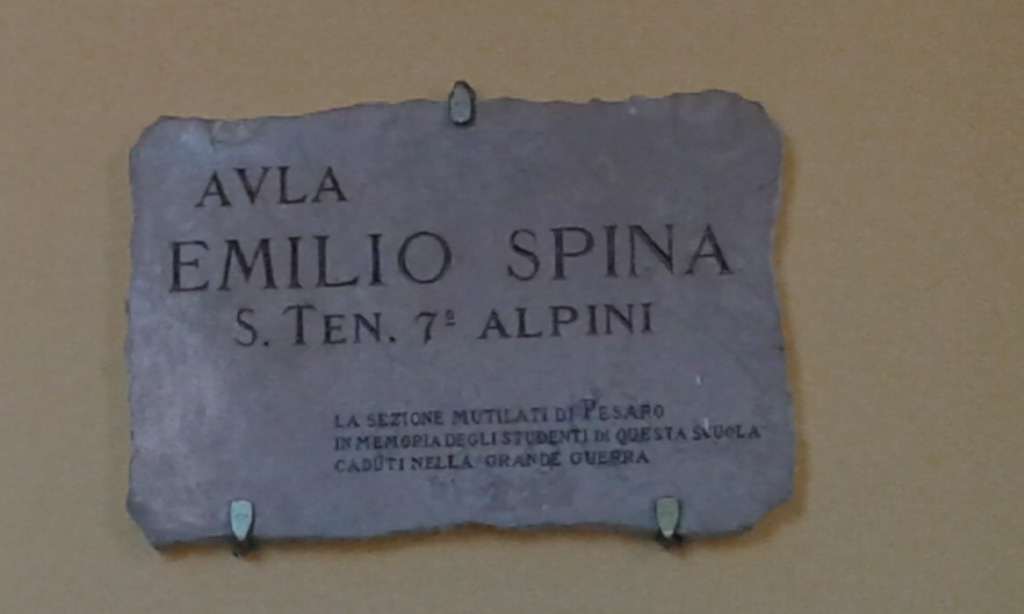 AVLA
EMILIO SPINA
S. TEN. 7º ALPINI
LA SEZIONE MUTILATI DI PESARO
IN MEMORIA DEGLI STUDENTI DI QUESTA SCUOLA
CADUTI NELLA GRANDE GUERRA